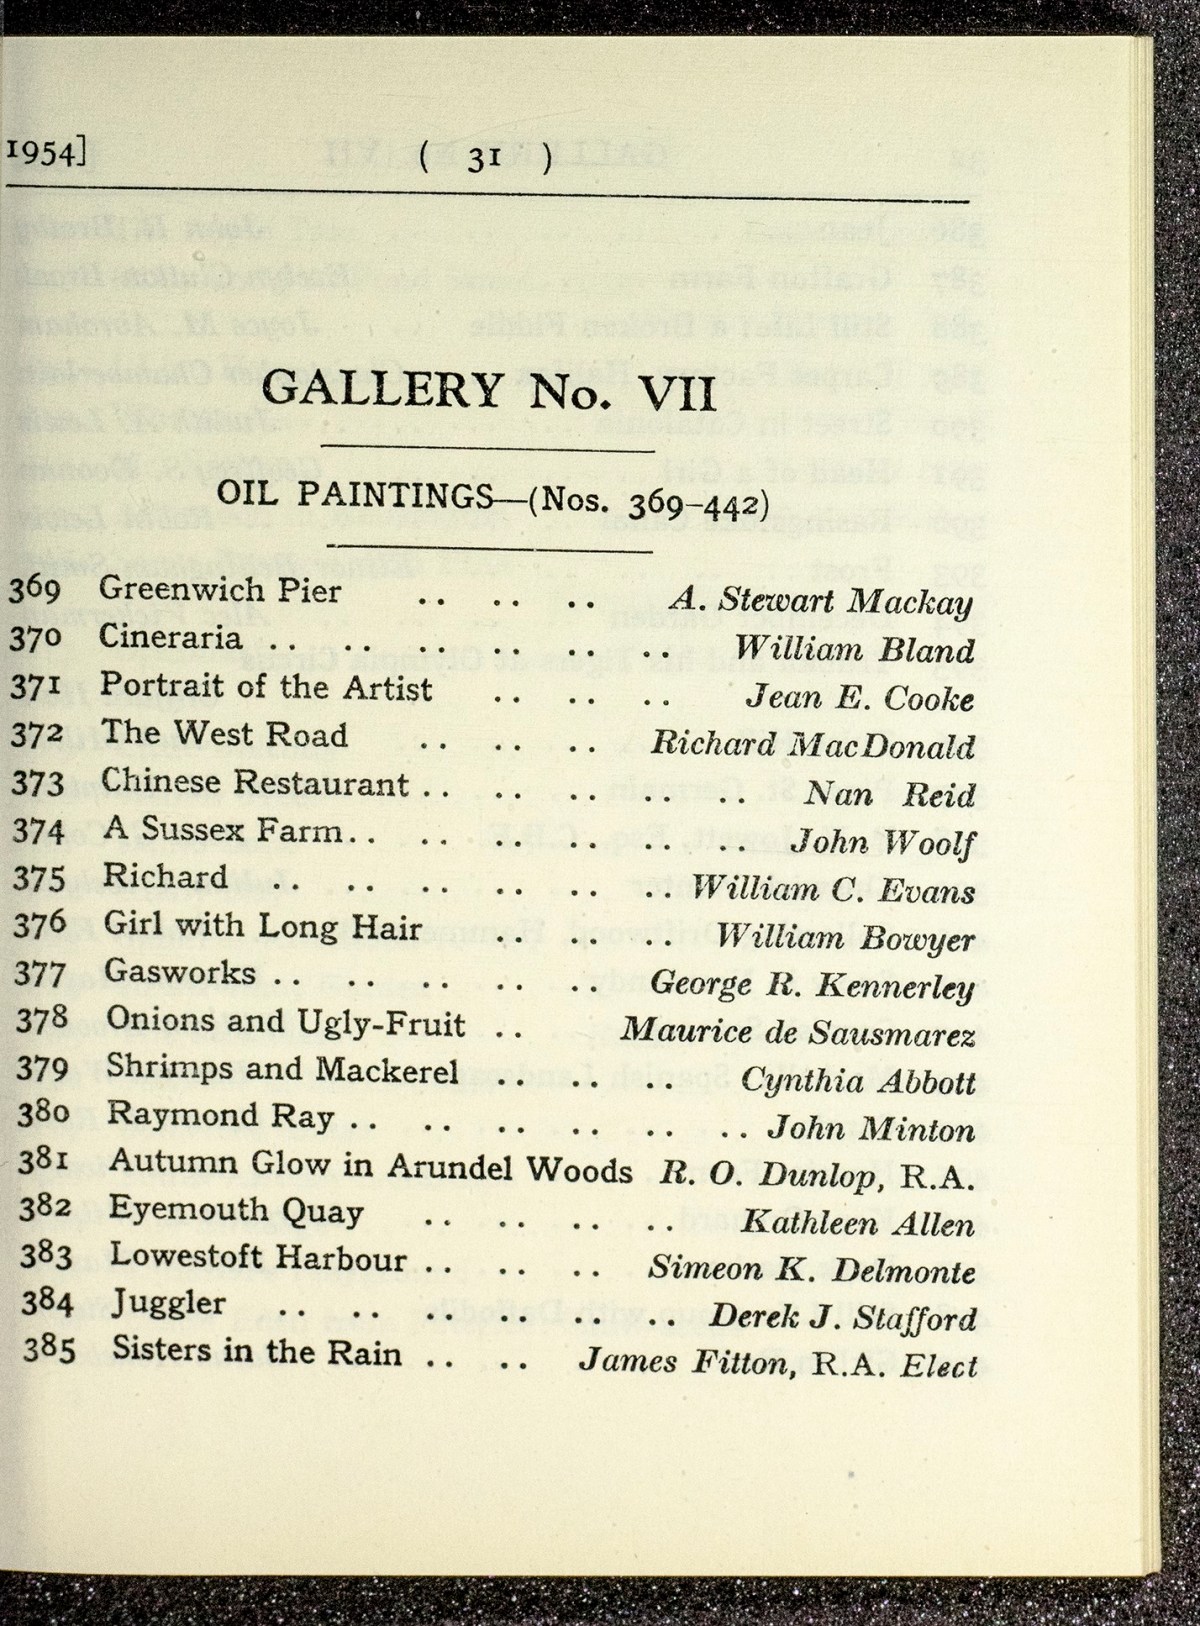 1954] ( 31 )
GALLERY No. VII
OIL PAINTINGS—(Nos. 369–442)
369 Greenwich Pier .. .. .. A. Stewart Mackay
370 Cineraria .. .. .. .. .. .. William Bland
371 Portrait of the Artist .. .. .. Jean E. Cooke
372 The West Road .. .. .. Richard MacDonald
373 Chinese Restaurant .. .. .. .. .. Nan Reid
374 A Sussex Farm .. .. .. .. .. .. John Woolf
375 Richard .. .. .. .. .. .. William C. Evans
376 Girl with Long Hair .. .. .. William Bowyer
377 Gasworks .. .. .. .. .. George R. Kennerley
378 Onions and Ugly-Fruit .. Maurice de Sausmarez
379 Shrimps and Mackerel .. .. .. Cynthia Abbott
380 Raymond Ray .. .. .. .. .. .. John Minton
381 Autumn Glow in Arundel Woods R. O. Dunlop, R.A.
382 Eyemouth Quay .. .. .. .. Kathleen Allen
383 Lowestoft Harbour .. .. .. Simeon K. Delmonte
384 Juggler .. .. .. .. .. .. Derek J. Stafford
385 Sisters in the Rain .. .. James Fitton, R.A. Elect